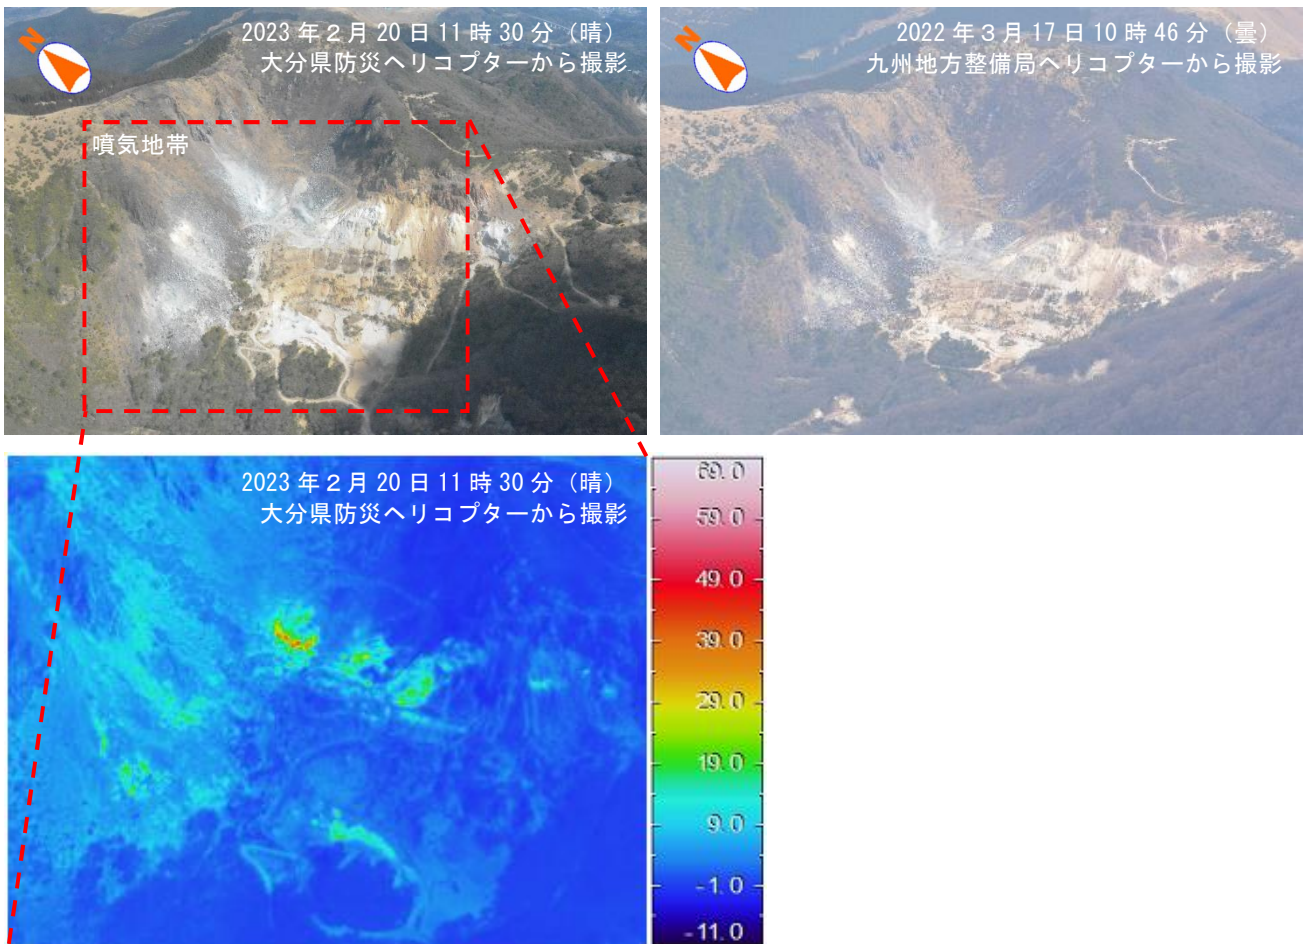 N
2023年2月20日11時30分（晴）
大分県防災ヘリコプターから撮影
噴気地帯
N
2022年3月17日10時46分（曇）
九州地方整備局ヘリコプターから撮影
2023年2月20日11時30分（晴）
大分県防災ヘリコプターから撮影
69.0
59.0
49.0
39.0
29.0
19.0
9.0
-1.0
-11.0